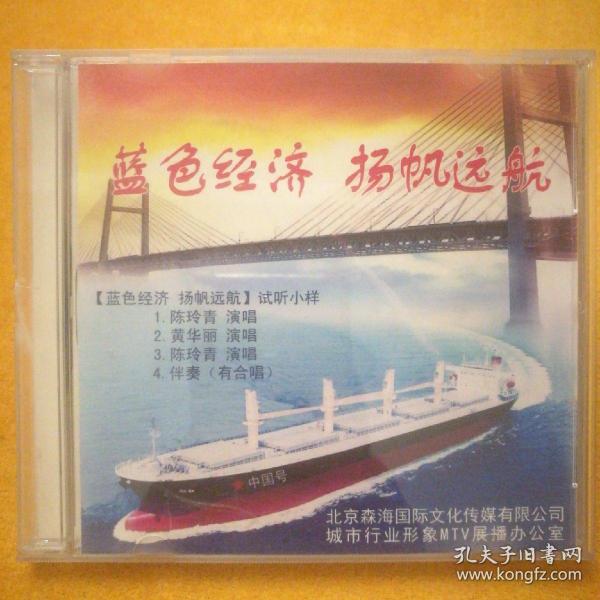 蓝色经济 扬帆远航
【蓝色经济 扬帆远航】试听小样
1.陈玲青 演唱
2.黄华丽 演唱
3.陈玲青 演唱
4.伴奏（有合唱）
中国号
北京森海国际文化传媒有限公司
城市行业形象MTV展播办公室
孔夫子旧书网
www.kongfz.com